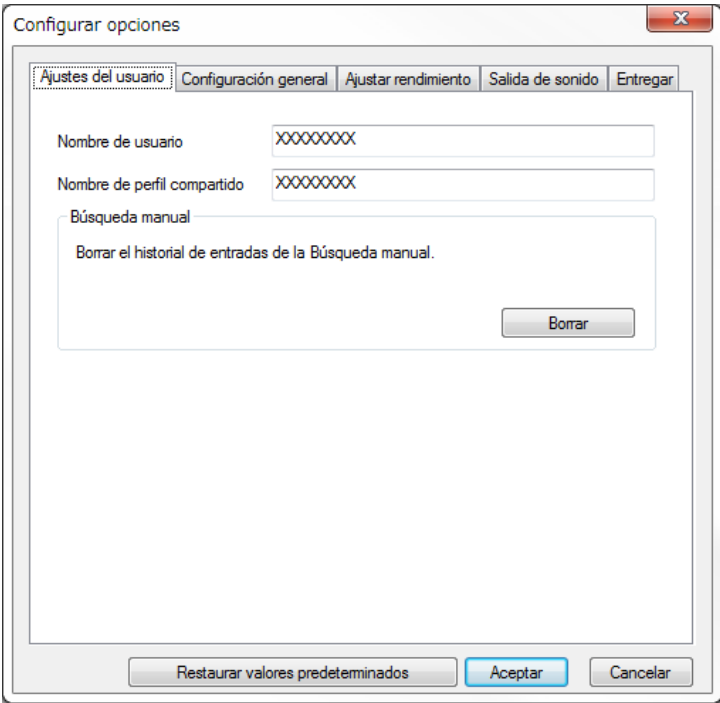 Configurar opciones
Ajustes del usuario Configuración general Ajustar rendimiento Salida de sonido Entregar
Nombre de usuario XXXXXXXX
Nombre de perfil compartido XXXXXXXX
Búsqueda manual
Borrar el historial de entradas de la Búsqueda manual.
Borrar
Restaurar valores predeterminados Aceptar Cancelar